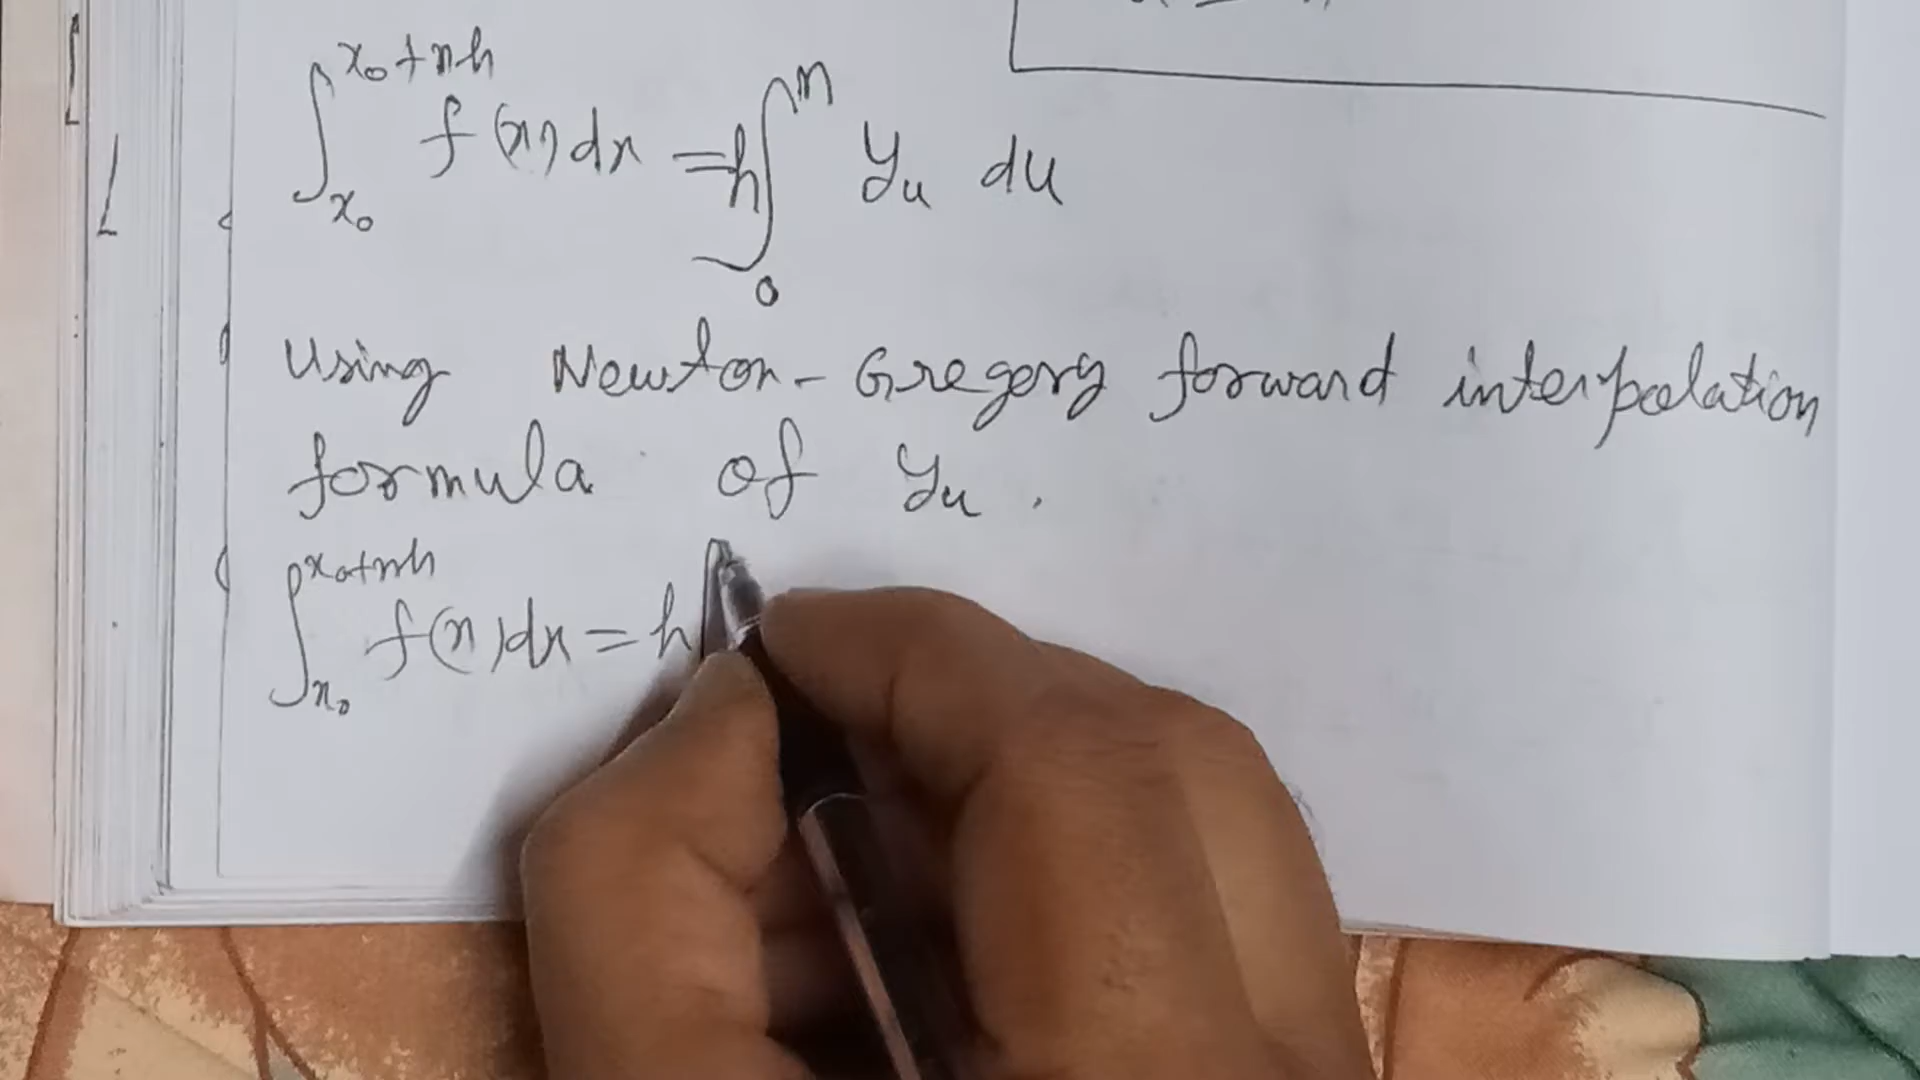 ∫_{x₀}^{x₀+nh} f(x) dx = h ∫_0^n y_u du
Using Newton-Gregory forward interpolation
formula of y_u .
∫_{x₀}^{x₀+nh} f(x) dx = h ∫